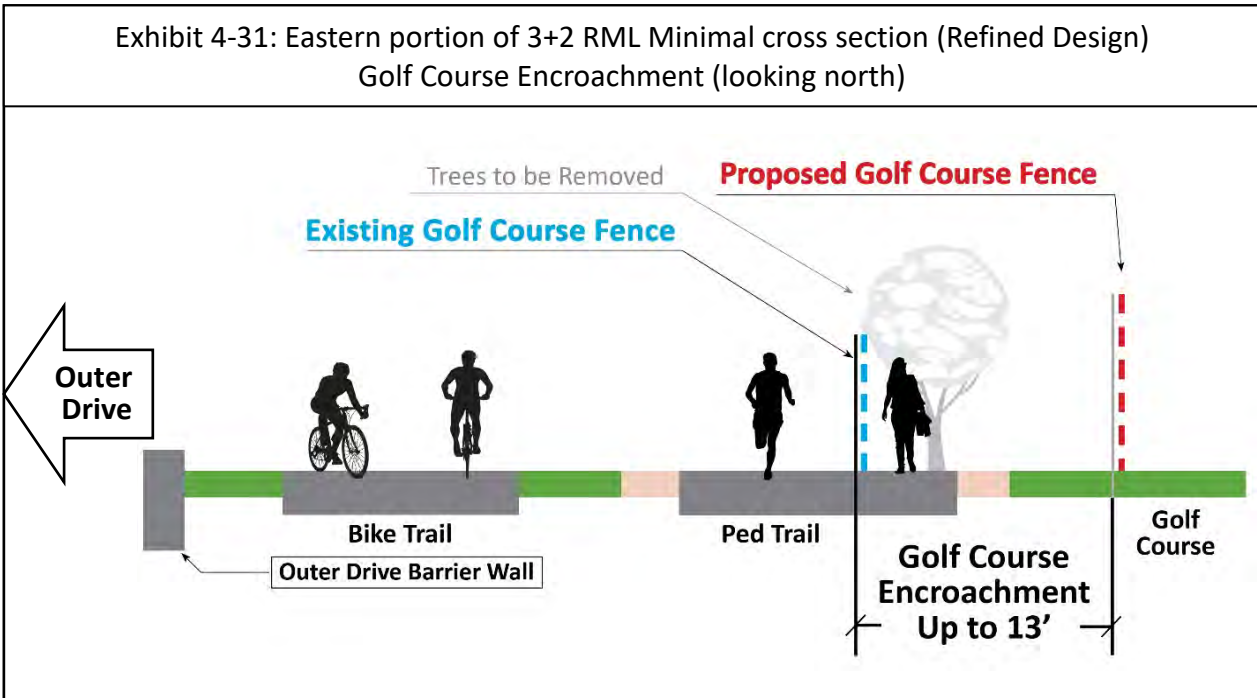 Exhibit 4-31: Eastern portion of 3+2 RML Minimal cross section (Refined Design)
Golf Course Encroachment (looking north)
Trees to be Removed
Proposed Golf Course Fence
Existing Golf Course Fence
Outer
Drive
Bike Trail
Ped Trail
Golf
Course
Outer Drive Barrier Wall
Golf Course
Encroachment
Up to 13’